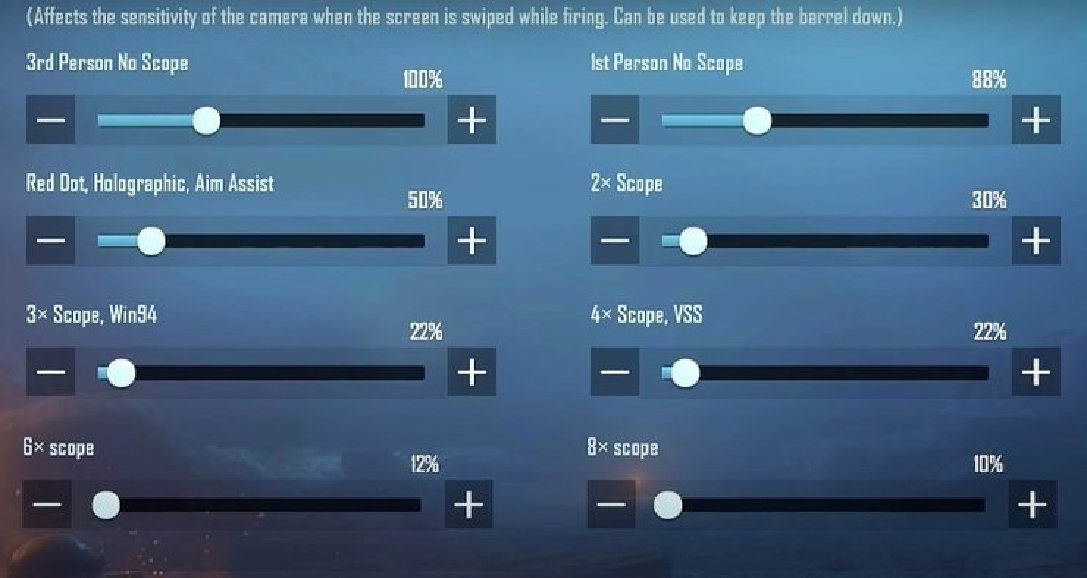 (Affects the sensitivity of the camera when the screen is swiped while firing. Can be used to keep the barrel down.)
3rd Person No Scope
100%
1st Person No Scope
88%
Red Dot, Holographic, Aim Assist
50%
2× Scope
30%
3× Scope, Win94
22%
4× Scope, VSS
22%
6× scope
12%
8× scope
10%